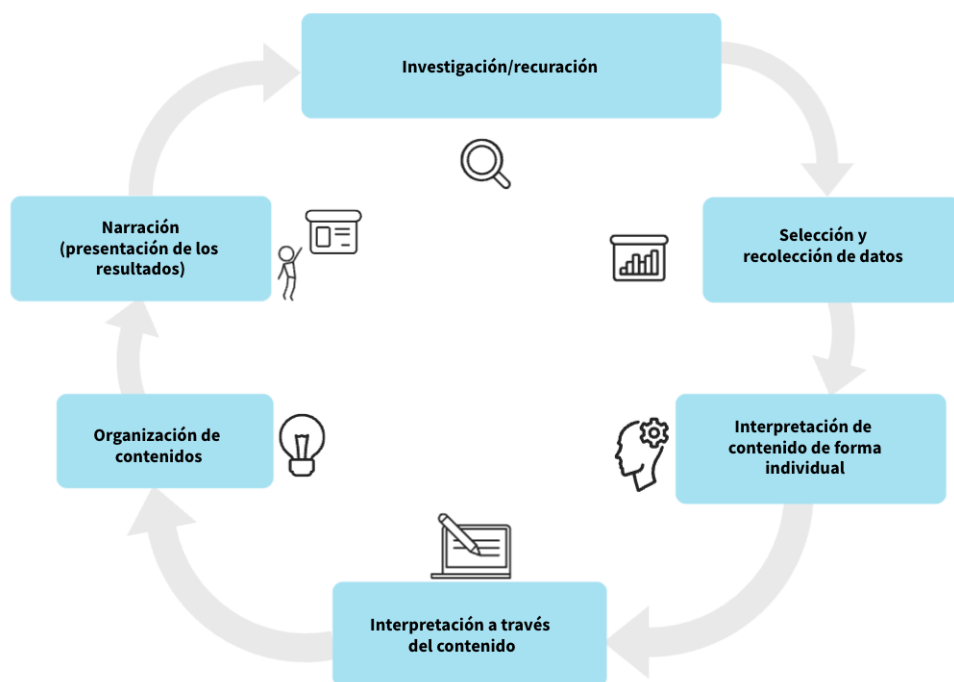 Investigación/recuración
Selección y
recolección de datos
Interpretación de
contenido de forma
individual
Interpretación a través
del contenido
Organización de
contenidos
Narración
(presentación de los
resultados)